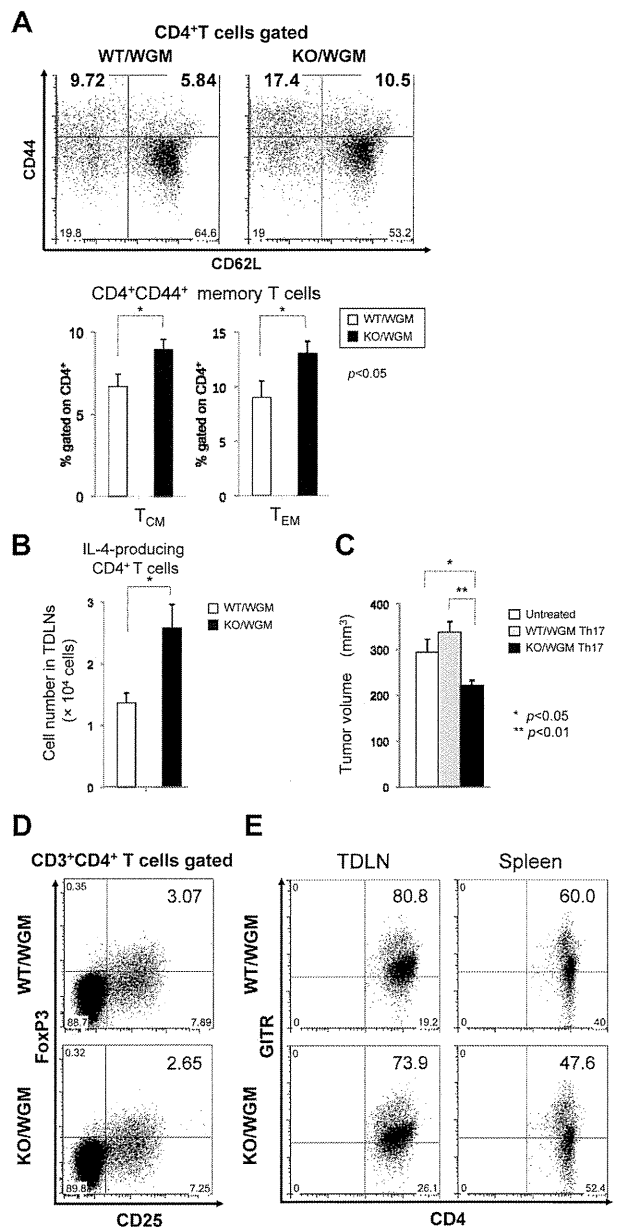 A
CD4+T cells gated
WT/WGM KO/WGM
9.72 5.84 17.4 10.5
CD44
19.8 64.6 19 53.2
CD62L
CD4+CD44+ memory T cells
* *
WT/WGM
KO/WGM
p<0.05
% gated on CD4+
10
5
0
% gated on CD4+
15
10
5
0
TCM TEM
B
IL-4-producing
CD4+ T cells
*
WT/WGM
KO/WGM
Cell number in TDLNs
(× 10⁴ cells)
3
2
1
0
C
*
**
Untreated
WT/WGM Th17
KO/WGM Th17
* p<0.05
** p<0.01
Tumor volume (mm³)
400
300
200
100
0
D
CD3+CD4+ T cells gated
WT/WGM
0.35 3.07
7.89
FoxP3
KO/WGM
0.32 2.65
7.25
CD25
E
TDLN Spleen
WT/WGM
0 80.8 0 60.0
0 19.2 0 40
GITR
KO/WGM
0 73.9 0 47.6
0 26.1 0 52.4
CD4